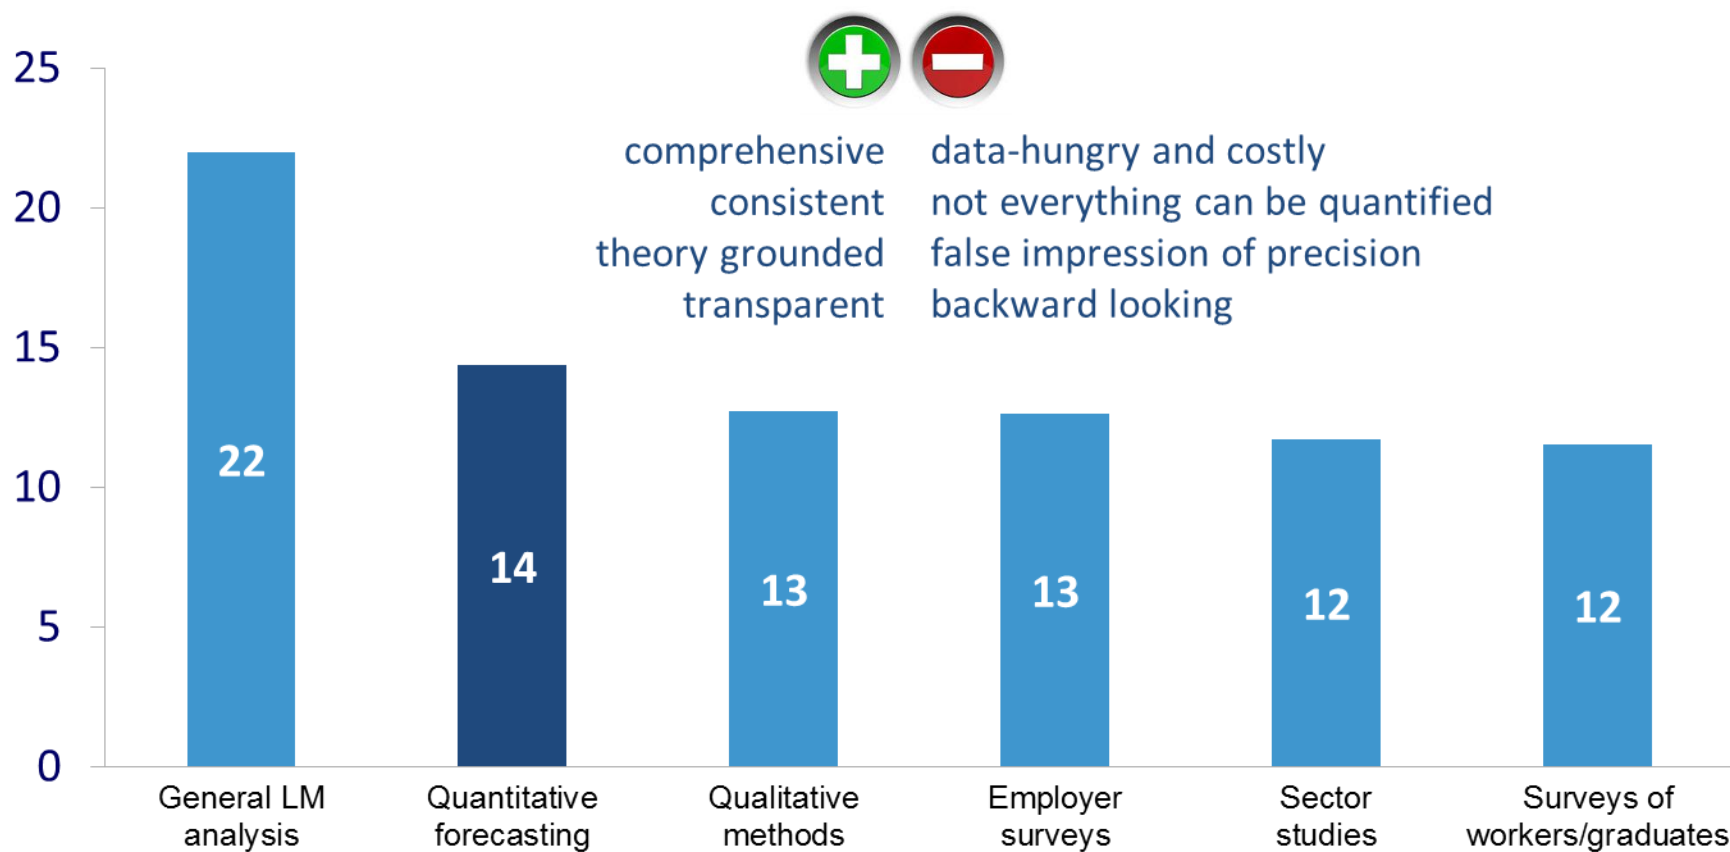 25
20
15
10
5
0
comprehensive data-hungry and costly
consistent not everything can be quantified
theory grounded false impression of precision
transparent backward looking
22
14
13
13
12
12
General LM
analysis
Quantitative
forecasting
Qualitative
methods
Employer
surveys
Sector
studies
Surveys of
workers/graduates